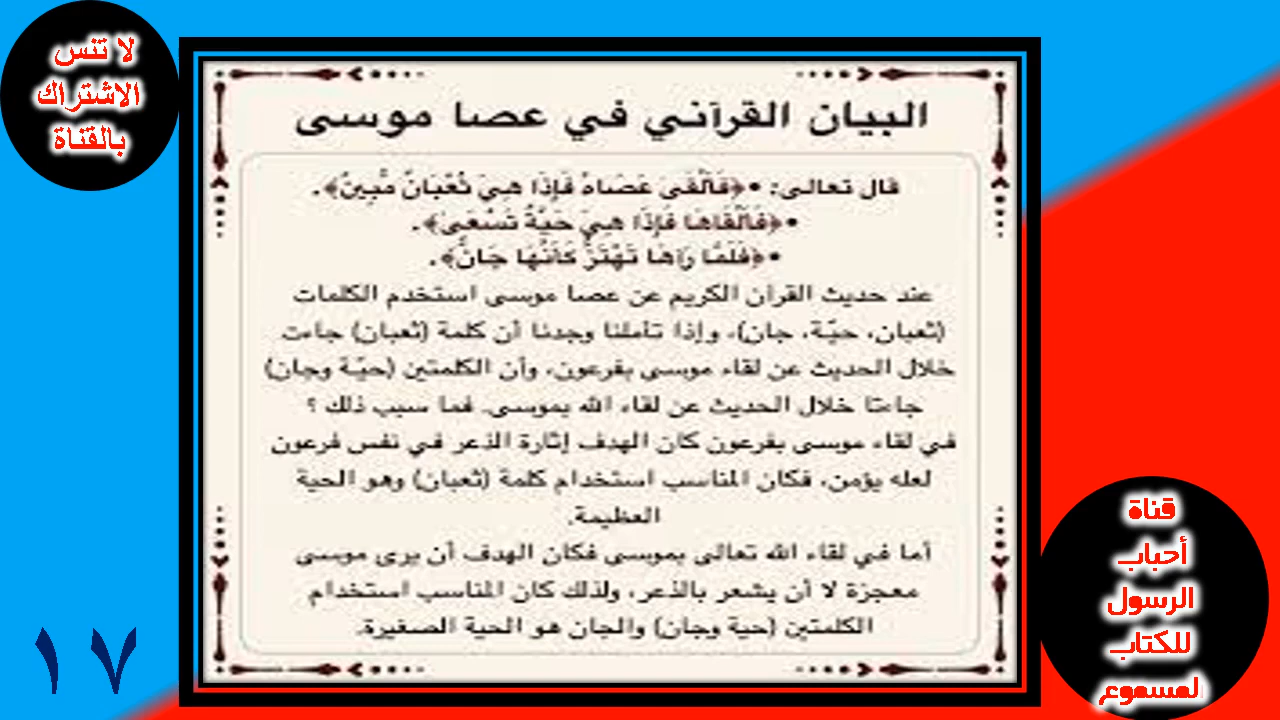 لا تنس
الاشتراك
بالقناة
البيان القرآني في عصا موسى
قال تعالى: •﴿فَأَلْقَى عَصَاهُ فَإِذَا هِيَ ثُعْبَانٌ مُّبِينٌ﴾.
•﴿فَأَلْقَاهَا فَإِذَا هِيَ حَيَّةٌ تَسْعَى﴾.
•﴿فَلَمَّا رَآهَا تَهْتَزُّ كَأَنَّهَا جَانٌّ﴾.
عند حديث القرآن الكريم عن عصا موسى استخدم الكلمات
(ثعبان، حيّة، جان)، وإذا تأملنا وجدنا أن كلمة (ثعبان) جاءت
خلال الحديث عن لقاء موسى بفرعون، وأن الكلمتين (حيّة وجان)
جاءتا خلال الحديث عن لقاء الله بموسى. فما سبب ذلك ؟
في لقاء موسى بفرعون كان الهدف إثارة الذعر في نفس فرعون
لعله يؤمن، فكان المناسب استخدام كلمة (ثعبان) وهو الحية
العظيمة.
أما في لقاء الله تعالى بموسى فكان الهدف أن يرى موسى
معجزة لا أن يشعر بالذعر، ولذلك كان المناسب استخدام
الكلمتين (حية وجان) والجان هو الحية الصغيرة.
قناة
أحباب
الرسول
للكتاب
لمسموع
١٧